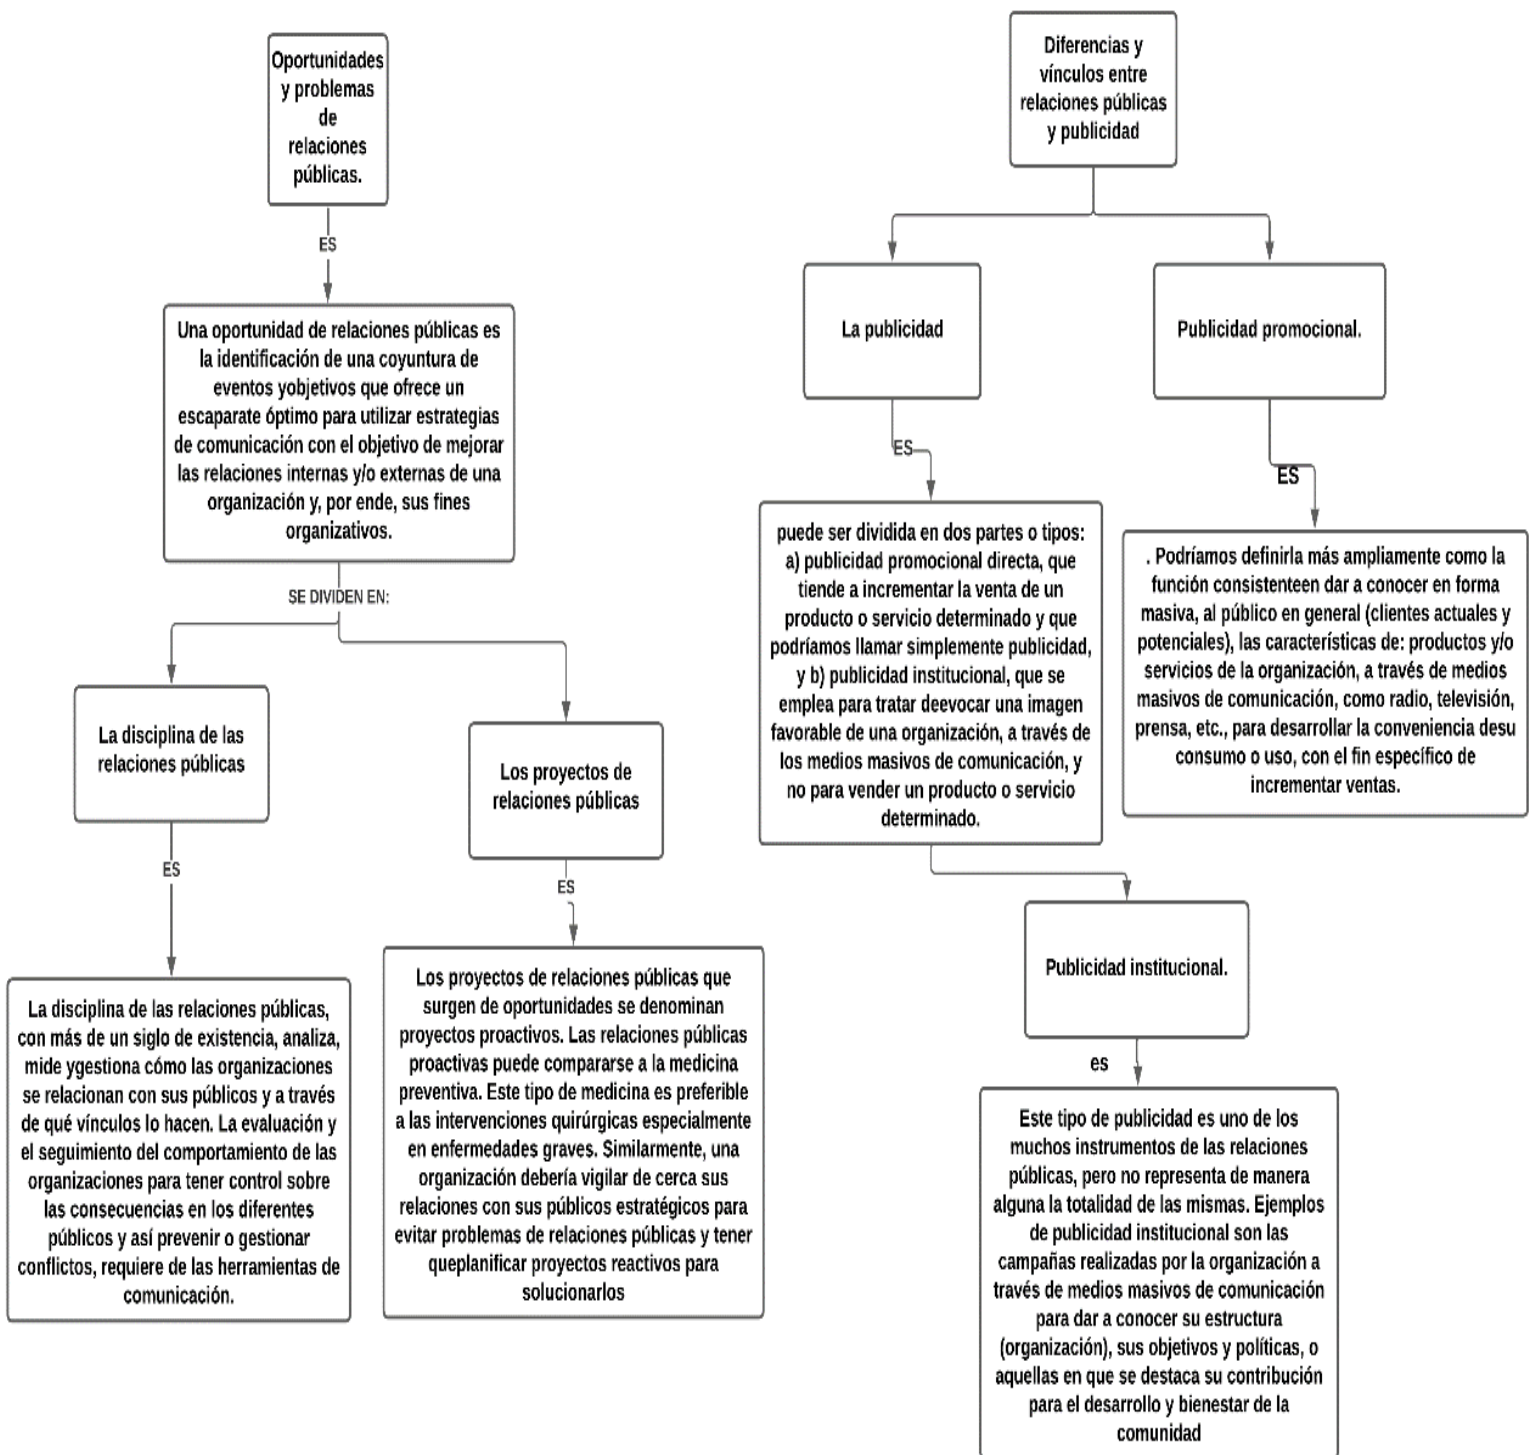 Oportunidades
y problemas
de
relaciones
públicas.
ES
Una oportunidad de relaciones públicas es
la identificación de una coyuntura de
eventos yobjetivos que ofrece un
escaparate óptimo para utilizar estrategias
de comunicación con el objetivo de mejorar
las relaciones internas y/o externas de una
organización y, por ende, sus fines
organizativos.
SE DIVIDEN EN:
La disciplina de las
relaciones públicas
ES
La disciplina de las relaciones públicas,
con más de un siglo de existencia, analiza,
mide ygestiona cómo las organizaciones
se relacionan con sus públicos y a través
de qué vínculos lo hacen. La evaluación y
el seguimiento del comportamiento de las
organizaciones para tener control sobre
las consecuencias en los diferentes
públicos y así prevenir o gestionar
conflictos, requiere de las herramientas de
comunicación.
Los proyectos de
relaciones públicas
ES
Los proyectos de relaciones públicas que
surgen de oportunidades se denominan
proyectos proactivos. Las relaciones públicas
proactivas puede compararse a la medicina
preventiva. Este tipo de medicina es preferible
a las intervenciones quirúrgicas especialmente
en enfermedades graves. Similarmente, una
organización debería vigilar de cerca sus
relaciones con sus públicos estratégicos para
evitar problemas de relaciones públicas y tener
queplanificar proyectos reactivos para
solucionarlos
Diferencias y
vínculos entre
relaciones públicas
y publicidad
La publicidad
ES
puede ser dividida en dos partes o tipos:
a) publicidad promocional directa, que
tiende a incrementar la venta de un
producto o servicio determinado y que
podríamos llamar simplemente publicidad,
y b) publicidad institucional, que se
emplea para tratar deevocar una imagen
favorable de una organización, a través de
los medios masivos de comunicación, y
no para vender un producto o servicio
determinado.
Publicidad promocional.
ES
. Podríamos definirla más ampliamente como la
función consistenteen dar a conocer en forma
masiva, al público en general (clientes actuales y
potenciales), las características de: productos y/o
servicios de la organización, a través de medios
masivos de comunicación, como radio, televisión,
prensa, etc., para desarrollar la conveniencia desu
consumo o uso, con el fin específico de
incrementar ventas.
Publicidad institucional.
es
Este tipo de publicidad es uno de los
muchos instrumentos de las relaciones
públicas, pero no representa de manera
alguna la totalidad de las mismas. Ejemplos
de publicidad institucional son las
campañas realizadas por la organización a
través de medios masivos de comunicación
para dar a conocer su estructura
(organización), sus objetivos y políticas, o
aquellas en que se destaca su contribución
para el desarrollo y bienestar de la
comunidad